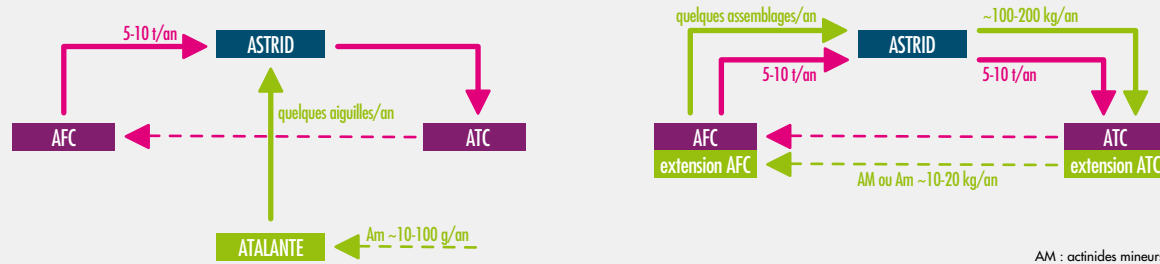 5-10 t/an
ASTRID
quelques aiguilles/an
AFC
ATC
ATALANTE
Am ~10-100 g/an
quelques assemblages/an
~100-200 kg/an
ASTRID
5-10 t/an
5-10 t/an
AFC
ATC
extension AFC
extension ATC
AM ou Am ~10-20 kg/an
AM : actinides mineur